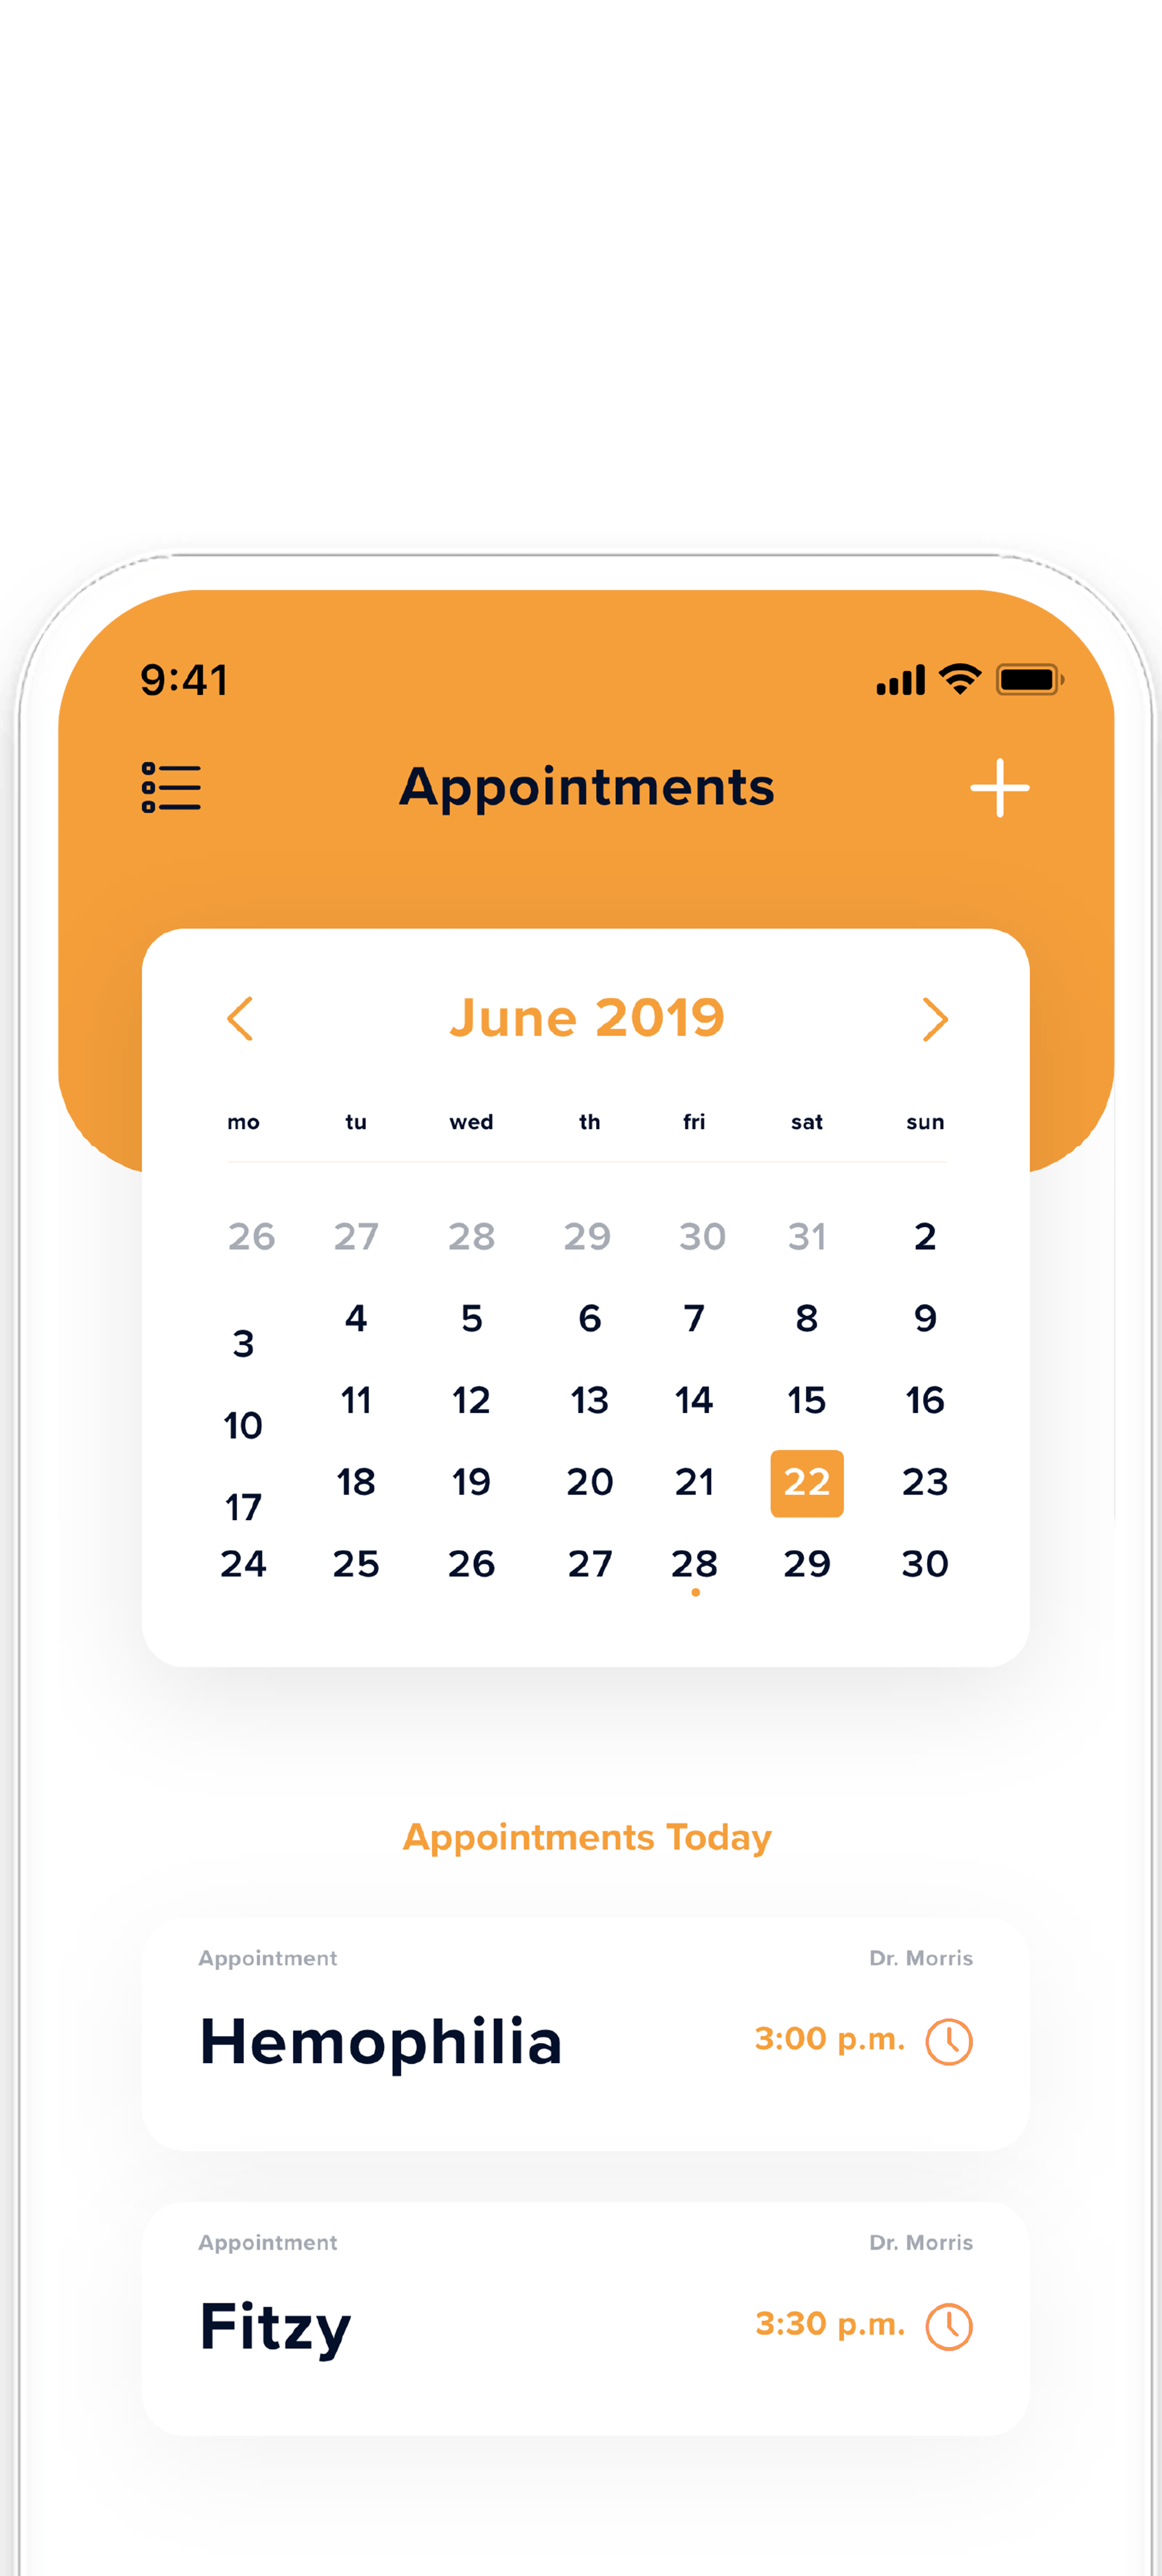 9:41
Appointments
June 2019
mo tu wed th fri sat sun
26 27 28 29 30 31 2
3 4 5 6 7 8 9
10 11 12 13 14 15 16
17 18 19 20 21 22 23
24 25 26 27 28 29 30
Appointments Today
Appointment Dr. Morris
Hemophilia 3:00 p.m.
Appointment Dr. Morris
Fitzy 3:30 p.m.